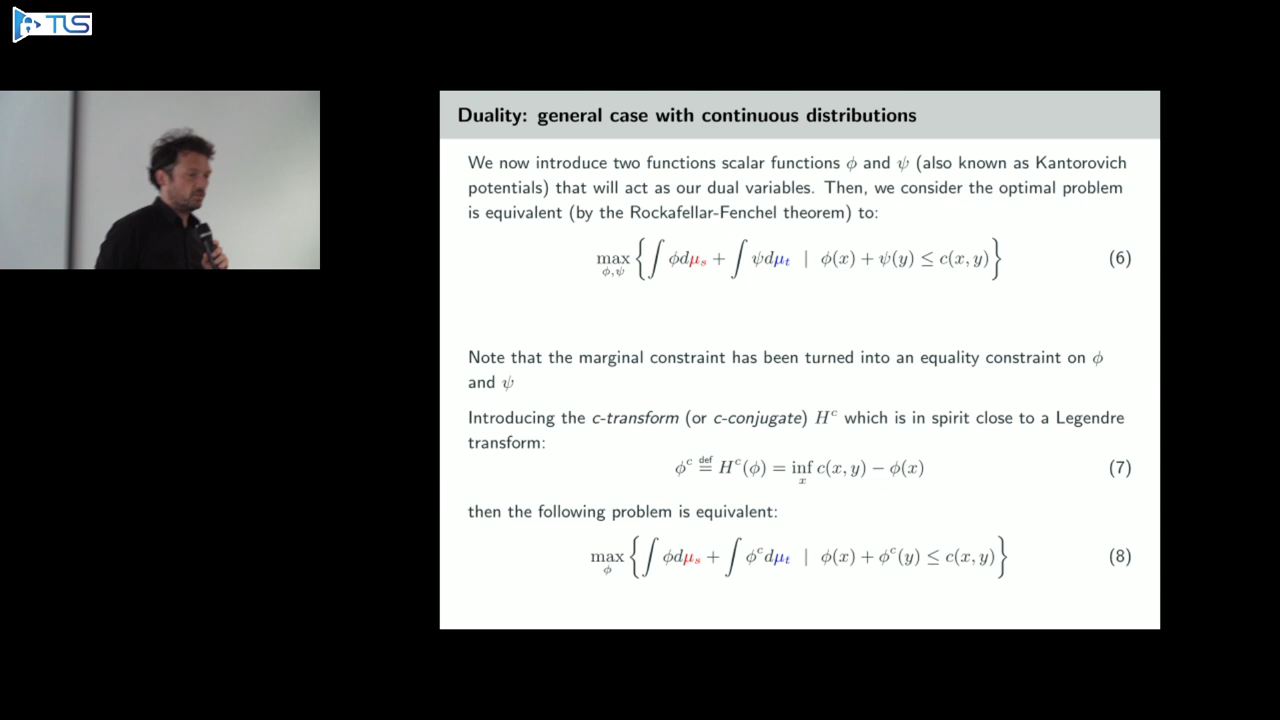 TLS
Duality: general case with continuous distributions
We now introduce two functions scalar functions ϕ and ψ (also known as Kantorovich
potentials) that will act as our dual variables. Then, we consider the optimal problem
is equivalent (by the Rockafellar-Fenchel theorem) to:
max_{ϕ,ψ} { ∫ ϕdμ_s + ∫ ψdμ_t | ϕ(x) + ψ(y) ≤ c(x, y) } (6)
Note that the marginal constraint has been turned into an equality constraint on ϕ
and ψ
Introducing the c-transform (or c-conjugate) H^c which is in spirit close to a Legendre
transform:
ϕ^c ≝ H^c(ϕ) = inf_x c(x, y) − ϕ(x) (7)
then the following problem is equivalent:
max_ϕ { ∫ ϕdμ_s + ∫ ϕ^c dμ_t | ϕ(x) + ϕ^c(y) ≤ c(x, y) } (8)